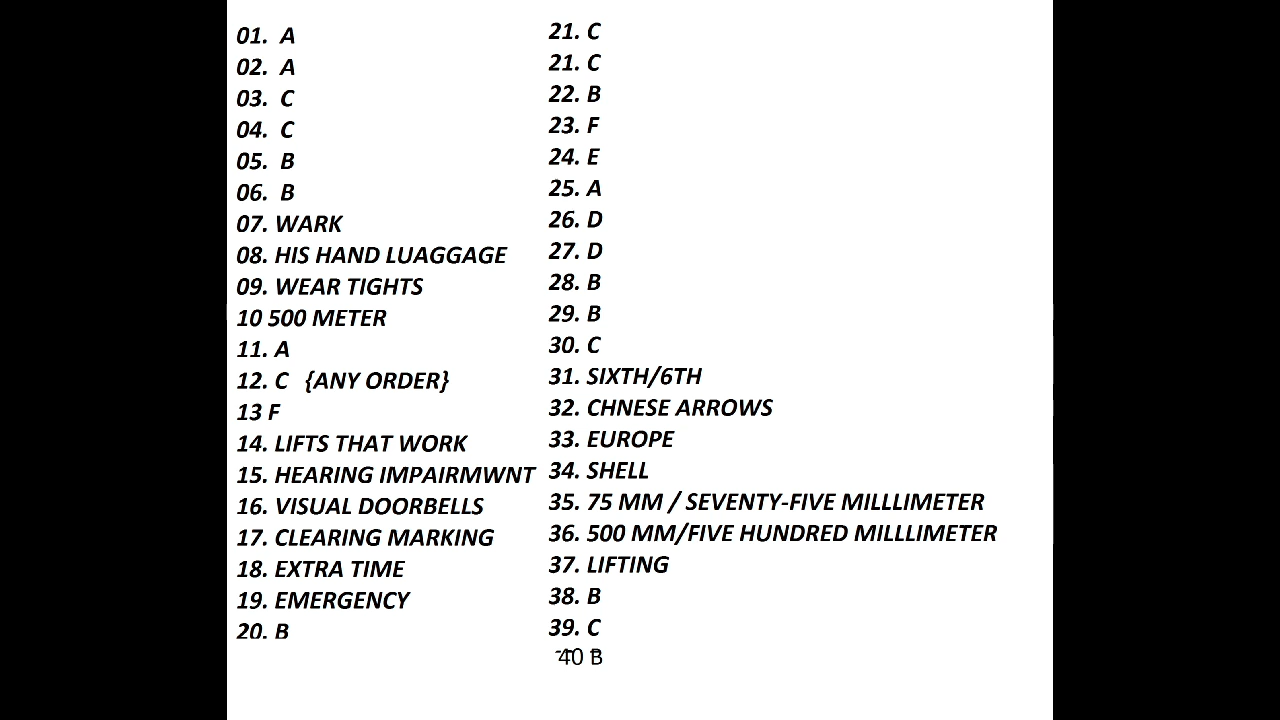 01. A
02. A
03. C
04. C
05. B
06. B
07. WARK
08. HIS HAND LUAGGAGE
09. WEAR TIGHTS
10 500 METER
11. A
12. C {ANY ORDER}
13 F
14. LIFTS THAT WORK
15. HEARING IMPAIRMWNT
16. VISUAL DOORBELLS
17. CLEARING MARKING
18. EXTRA TIME
19. EMERGENCY
20. B
21. C
21. C
22. B
23. F
24. E
25. A
26. D
27. D
28. B
29. B
30. C
31. SIXTH/6TH
32. CHNESE ARROWS
33. EUROPE
34. SHELL
35. 75 MM / SEVENTY-FIVE MILLLIMETER
36. 500 MM/FIVE HUNDRED MILLLIMETER
37. LIFTING
38. B
39. C
40 B